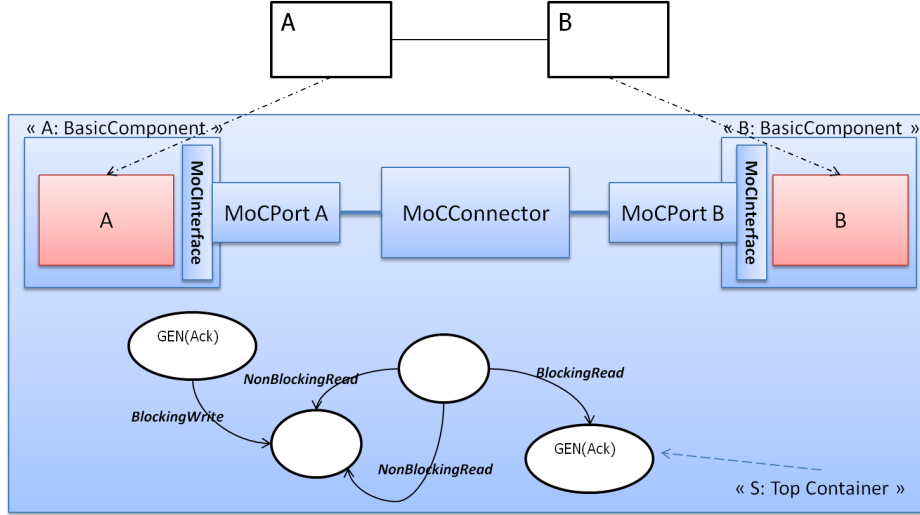 A
B
« A: BasicComponent »
« B: BasicComponent »
A
MoCInterface
MoCPort A
MoCConnector
MoCPort B
MoCInterface
B
GEN(Ack)
NonBlockingRead
BlockingRead
BlockingWrite
GEN(Ack)
NonBlockingRead
« S: Top Container »